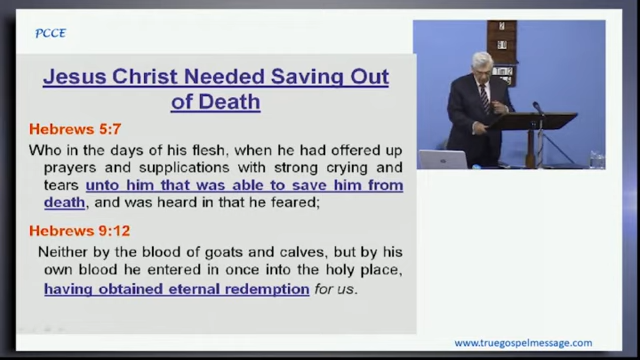 PCCE
Jesus Christ Needed Saving Out
of Death
Hebrews 5:7
Who in the days of his flesh, when he had offered up
prayers and supplications with strong crying and
tears unto him that was able to save him from
death, and was heard in that he feared;
Hebrews 9:12
Neither by the blood of goats and calves, but by his
own blood he entered in once into the holy place,
having obtained eternal redemption for us.
www.truegospelmessage.com